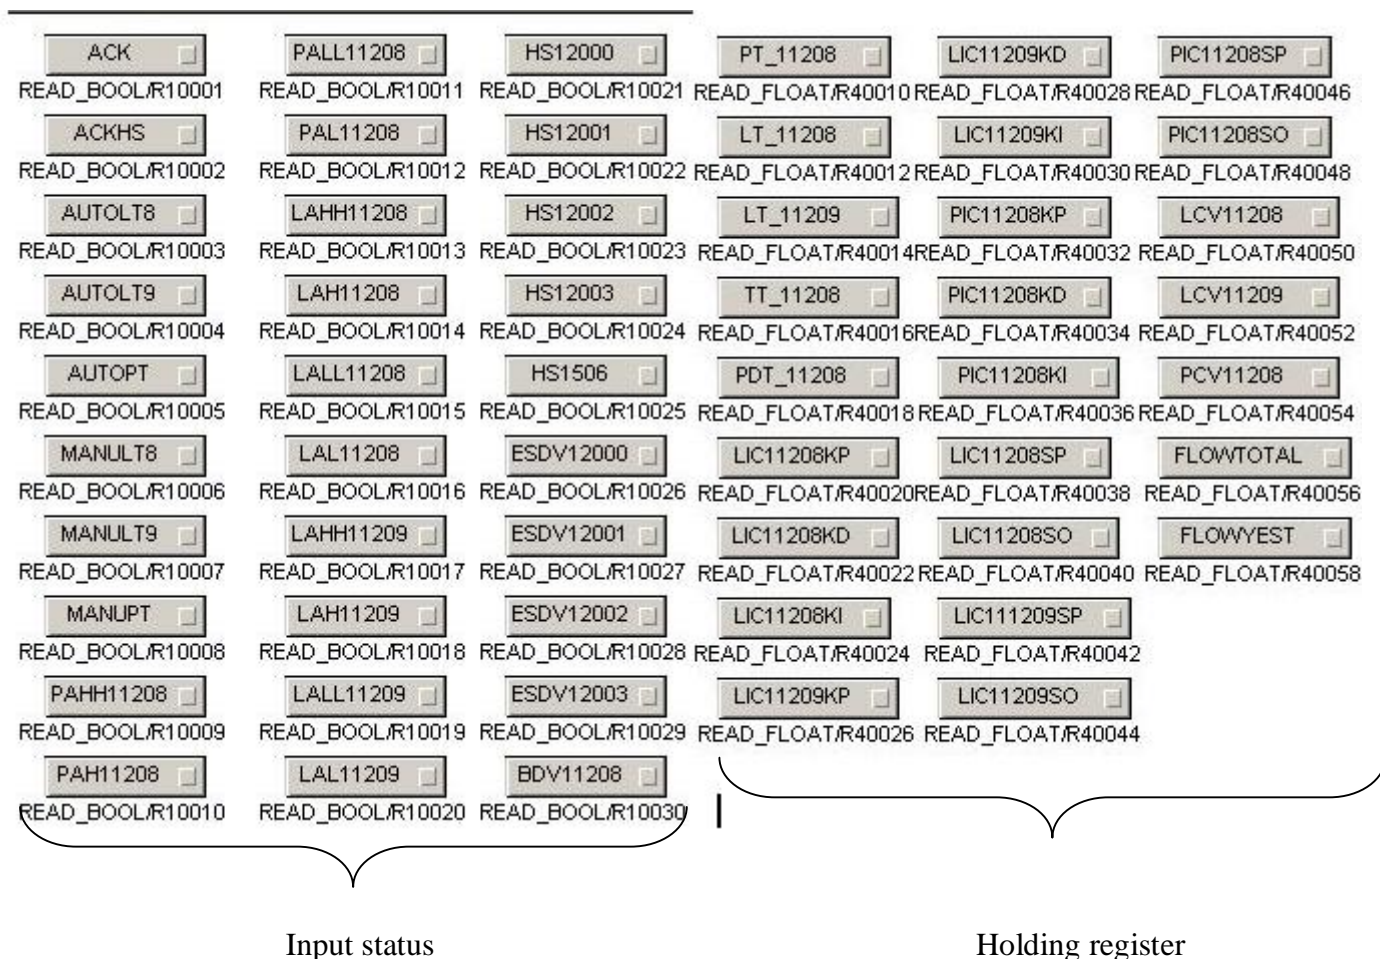 ACK PALL11208 HS12000 PT_11208 LIC11209KD PIC11208SP
READ_BOOL/R10001 READ_BOOL/R10011 READ_BOOL/R10021 READ_FLOAT/R40010 READ_FLOAT/R40028 READ_FLOAT/R40046
ACKHS PAL11208 HS12001 LT_11208 LIC11209KI PIC11208SO
READ_BOOL/R10002 READ_BOOL/R10012 READ_BOOL/R10022 READ_FLOAT/R40012 READ_FLOAT/R40030 READ_FLOAT/R40048
AUTOLT8 LAHH11208 HS12002 LT_11209 PIC11208KP LCV11208
READ_BOOL/R10003 READ_BOOL/R10013 READ_BOOL/R10023 READ_FLOAT/R40014 READ_FLOAT/R40032 READ_FLOAT/R40050
AUTOLT9 LAH11208 HS12003 TT_11208 PIC11208KD LCV11209
READ_BOOL/R10004 READ_BOOL/R10014 READ_BOOL/R10024 READ_FLOAT/R40016 READ_FLOAT/R40034 READ_FLOAT/R40052
AUTOPT LALL11208 HS1506 PDT_11208 PIC11208KI PCV11208
READ_BOOL/R10005 READ_BOOL/R10015 READ_BOOL/R10025 READ_FLOAT/R40018 READ_FLOAT/R40036 READ_FLOAT/R40054
MANULT8 LAL11208 ESDV12000 LIC11208KP LIC11208SP FLOWTOTAL
READ_BOOL/R10006 READ_BOOL/R10016 READ_BOOL/R10026 READ_FLOAT/R40020 READ_FLOAT/R40038 READ_FLOAT/R40056
MANULT9 LAHH11209 ESDV12001 LIC11208KD LIC11208SO FLOWYEST
READ_BOOL/R10007 READ_BOOL/R10017 READ_BOOL/R10027 READ_FLOAT/R40022 READ_FLOAT/R40040 READ_FLOAT/R40058
MANUPT LAH11209 ESDV12002 LIC11208KI LIC111209SP
READ_BOOL/R10008 READ_BOOL/R10018 READ_BOOL/R10028 READ_FLOAT/R40024 READ_FLOAT/R40042
PAHH11208 LALL11209 ESDV12003 LIC11209KP LIC11209SO
READ_BOOL/R10009 READ_BOOL/R10019 READ_BOOL/R10029 READ_FLOAT/R40026 READ_FLOAT/R40044
PAH11208 LAL11209 BDV11208
READ_BOOL/R10010 READ_BOOL/R10020 READ_BOOL/R10030
Input status Holding register